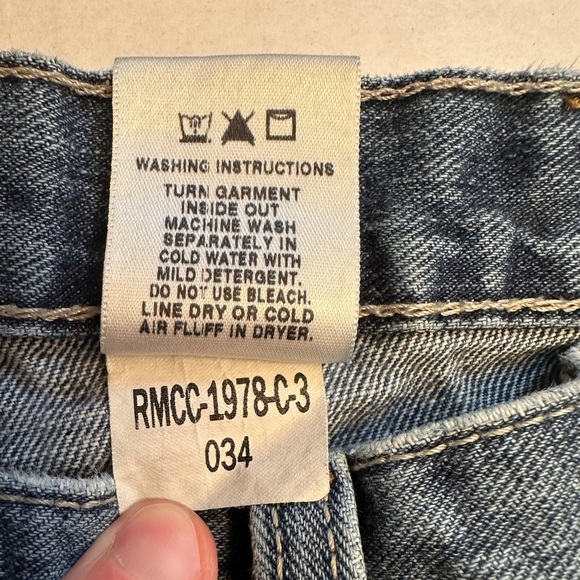 WASHING INSTRUCTIONS
TURN GARMENT
INSIDE OUT
MACHINE WASH
SEPARATELY IN
COLD WATER WITH
MILD DETERGENT.
DO NOT USE BLEACH.
LINE DRY OR COLD
AIR FLUFF IN DRYER.
RMCC-1978-C-3
034